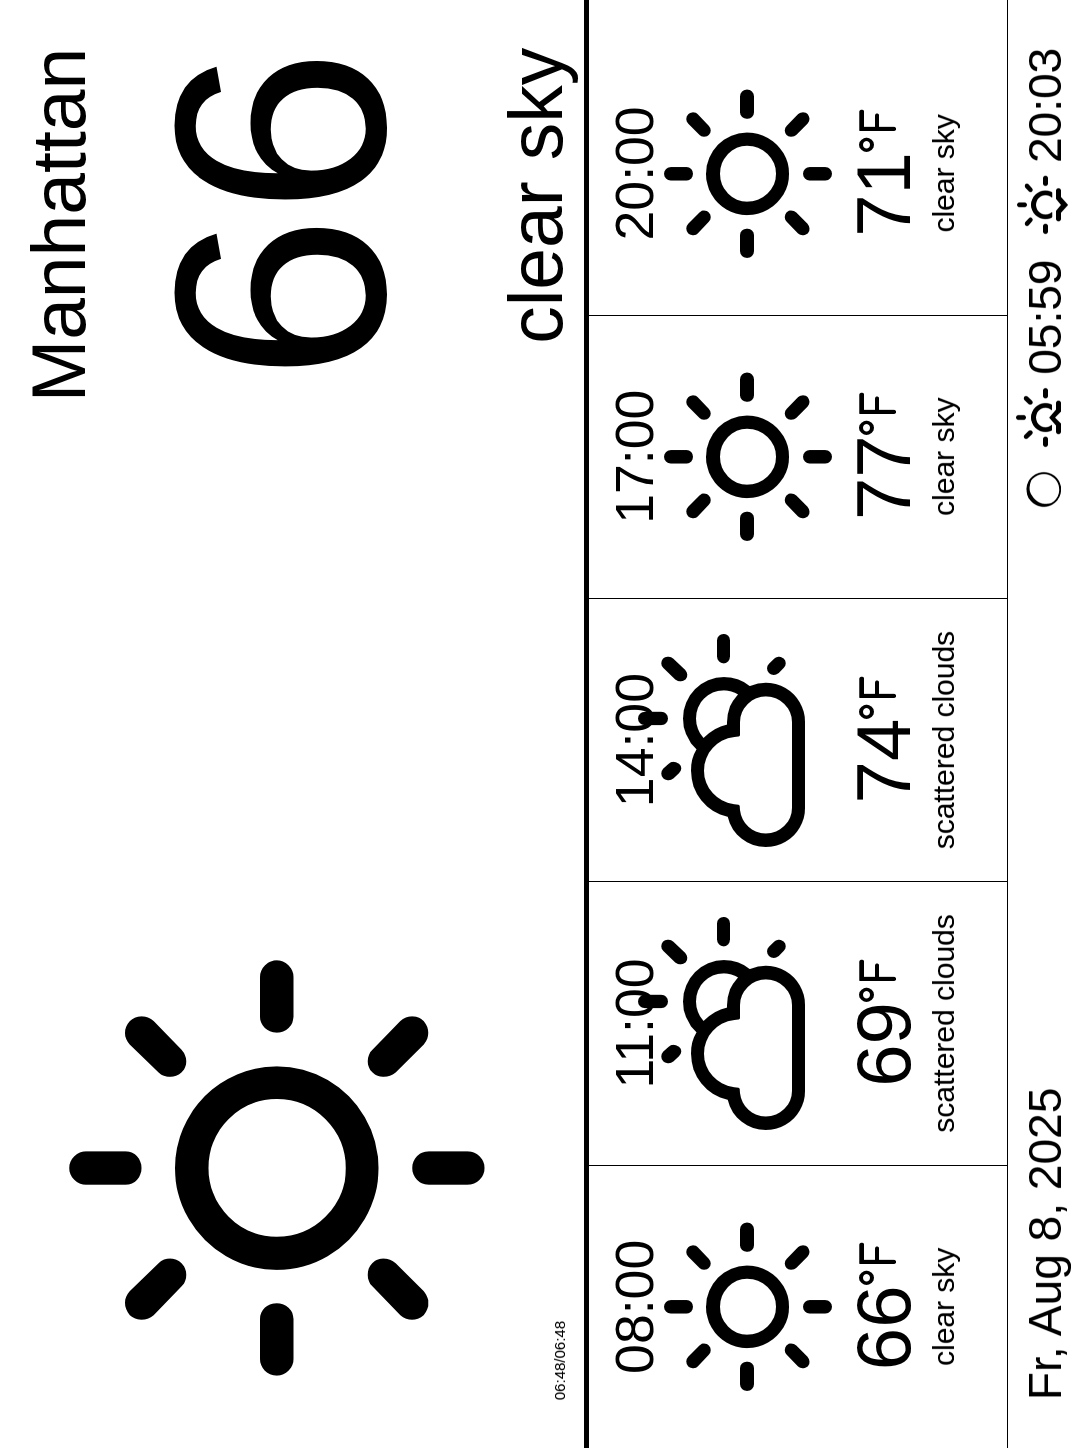 Manhattan
66
clear sky
06:48/06:48
08:00
66°F
clear sky
11:00
69°F
scattered clouds
14:00
74°F
scattered clouds
17:00
77°F
clear sky
20:00
71°F
clear sky
Fr, Aug 8, 2025
05:59
20:03